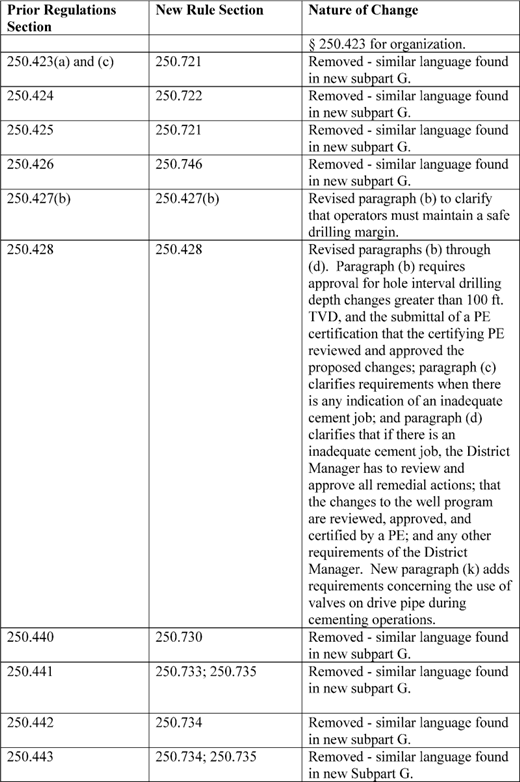 Prior Regulations Section New Rule Section Nature of Change
§ 250.423 for organization.
250.423(a) and (c) 250.721 Removed - similar language found
in new subpart G.
250.424 250.722 Removed - similar language found
in new subpart G.
250.425 250.721 Removed - similar language found
in new subpart G.
250.426 250.746 Removed - similar language found
in new subpart G.
250.427(b) 250.427(b) Revised paragraph (b) to clarify
that operators must maintain a safe
drilling margin.
250.428 250.428 Revised paragraphs (b) through
(d). Paragraph (b) requires
approval for hole interval drilling
depth changes greater than 100 ft.
TVD, and the submittal of a PE
certification that the certifying PE
reviewed and approved the
proposed changes; paragraph (c)
clarifies requirements when there
is any indication of an inadequate
cement job; and paragraph (d)
clarifies that if there is an
inadequate cement job, the District
Manager has to review and
approve all remedial actions; that
the changes to the well program
are reviewed, approved, and
certified by a PE; and any other
requirements of the District
Manager. New paragraph (k) adds
requirements concerning the use of
valves on drive pipe during
cementing operations.
250.440 250.730 Removed - similar language found
in new subpart G.
250.441 250.733; 250.735 Removed - similar language found
in new subpart G.
250.442 250.734 Removed - similar language found
in new subpart G.
250.443 250.734; 250.735 Removed - similar language found
in new Subpart G.